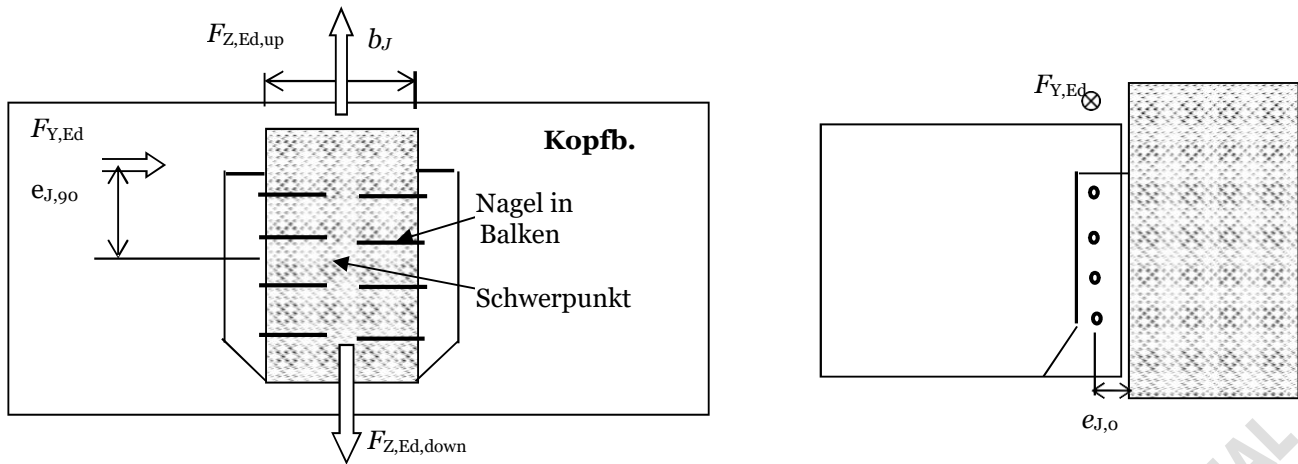 F_Z,Ed,up
b_J
F_Y,Ed
Kopfb.
e_J,90
Nagel in
Balken
Schwerpunkt
F_Z,Ed,down
F_Y,Ed
e_J,0